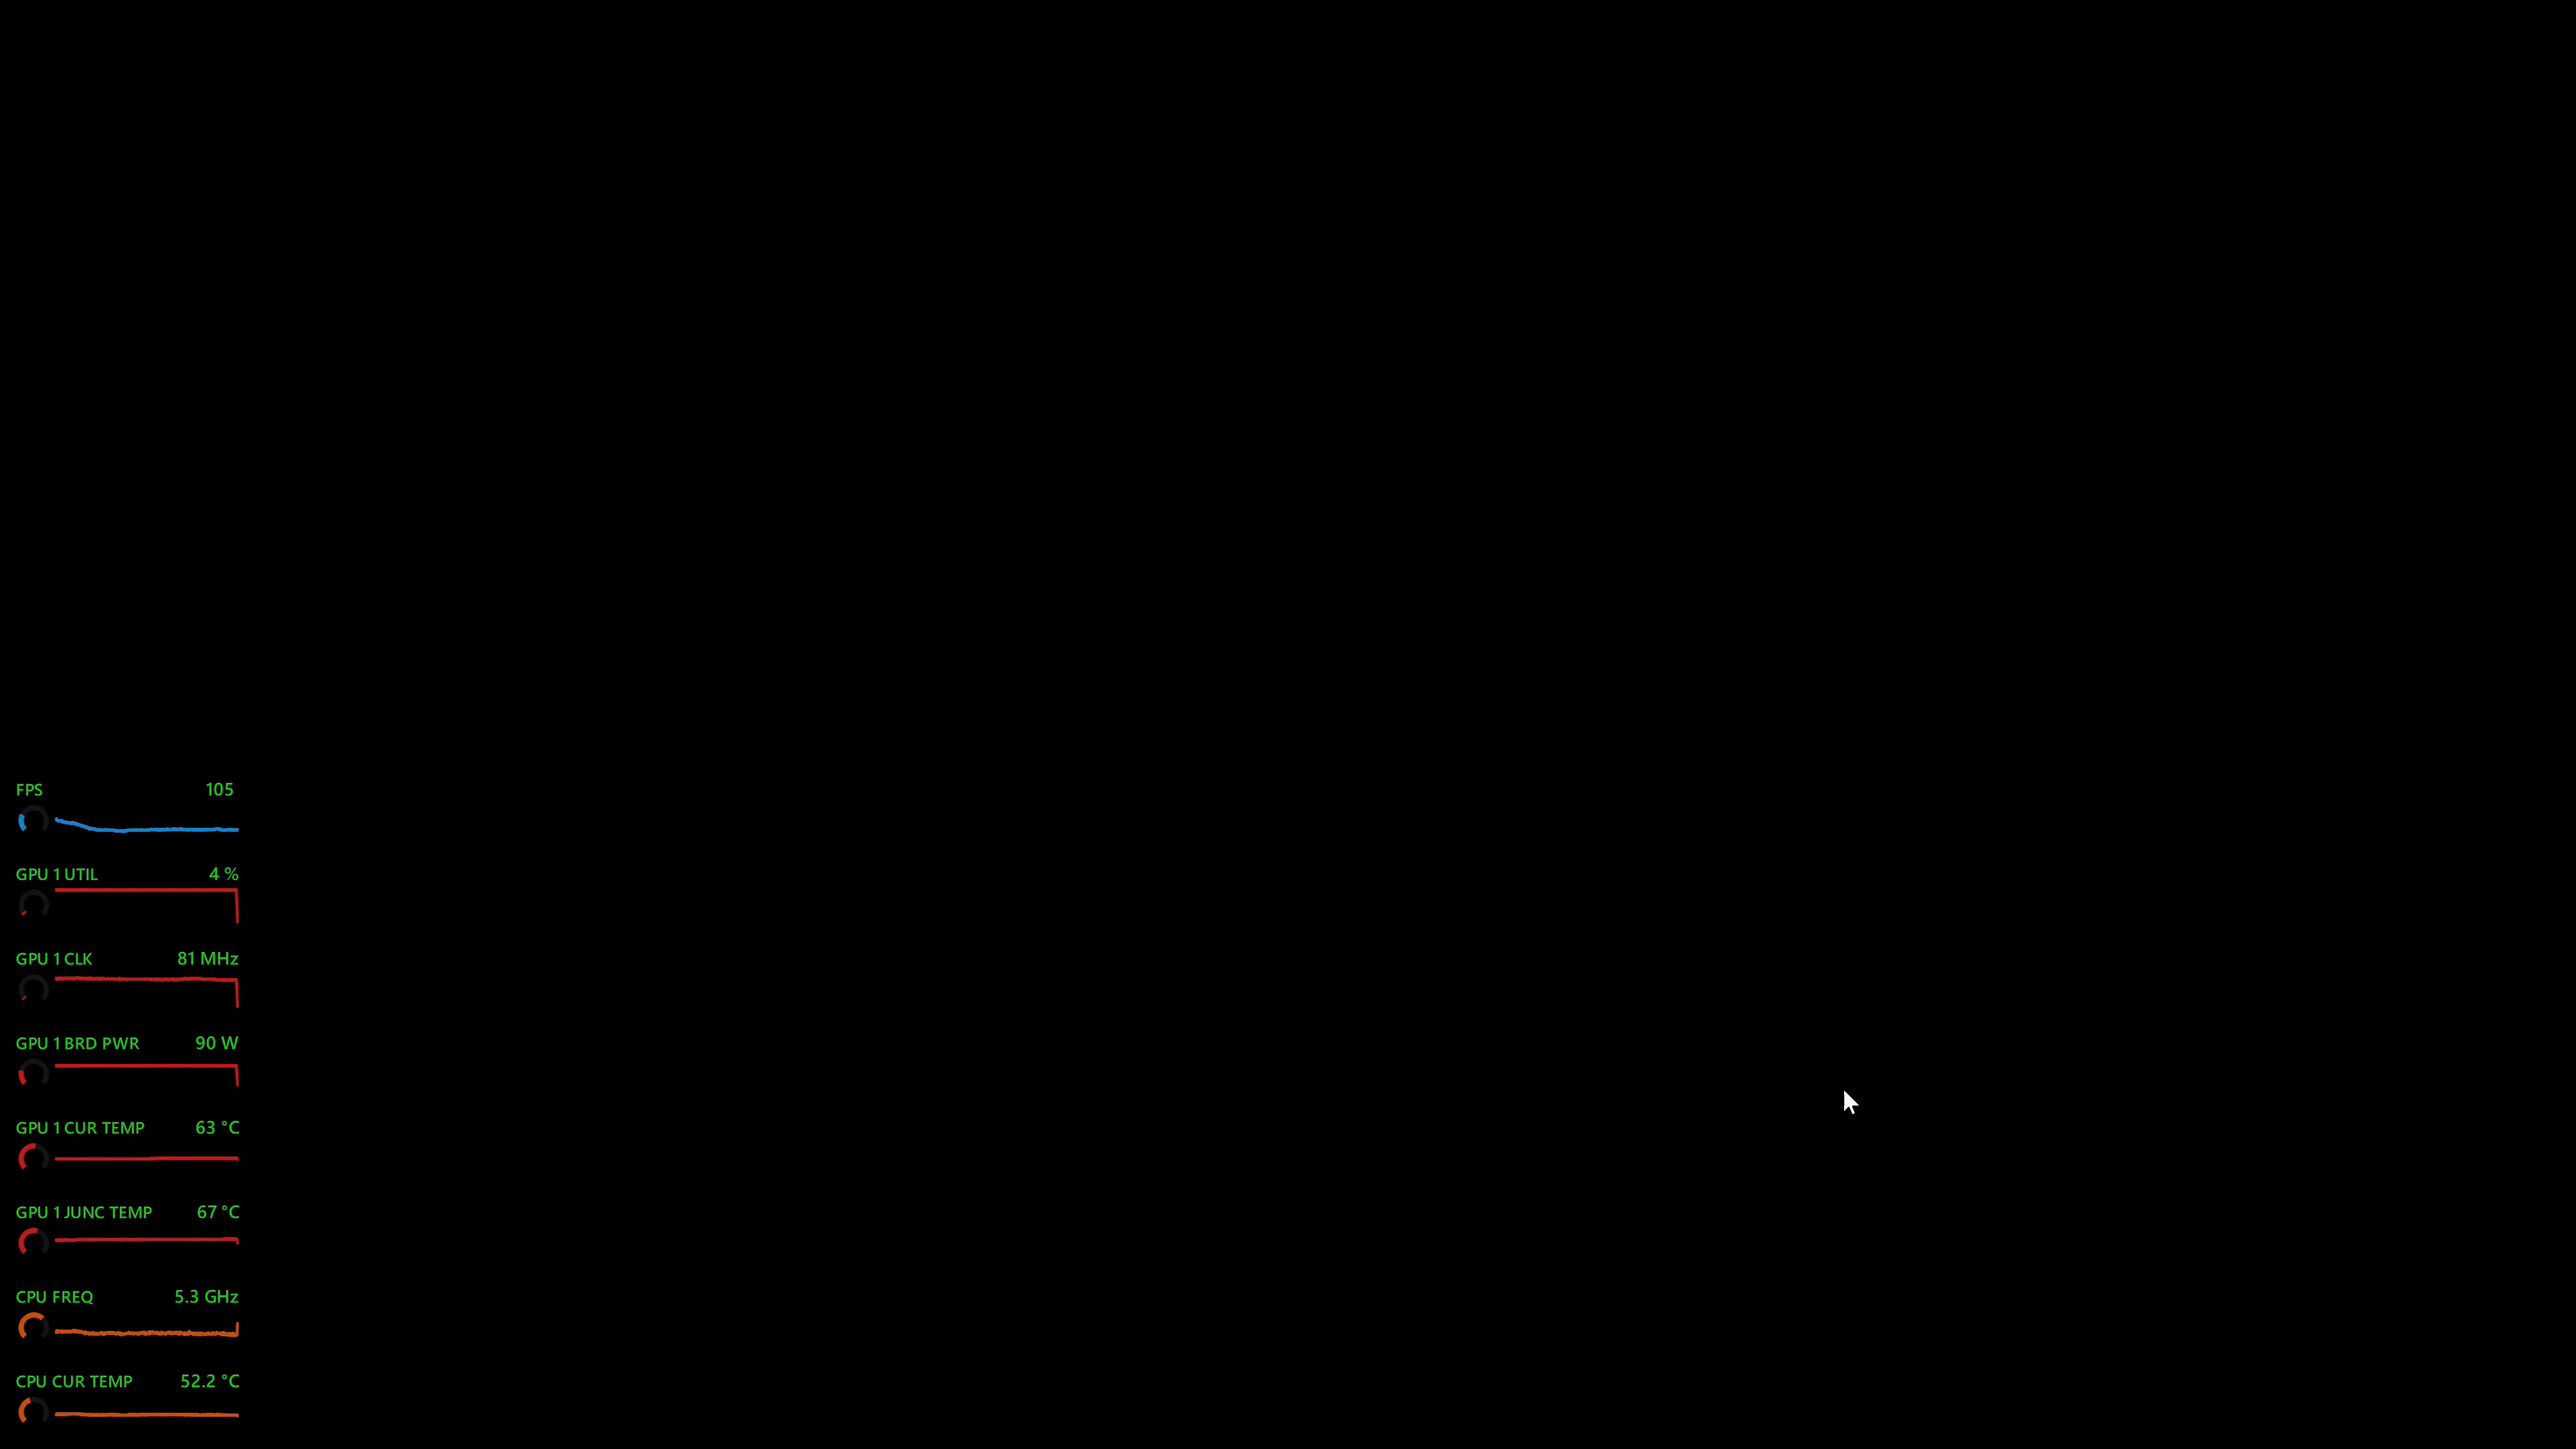 FPS 105
GPU 1 UTIL 4 %
GPU 1 CLK 81 MHz
GPU 1 BRD PWR 90 W
GPU 1 CUR TEMP 63 °C
GPU 1 JUNC TEMP 67 °C
CPU FREQ 5.3 GHz
CPU CUR TEMP 52.2 °C